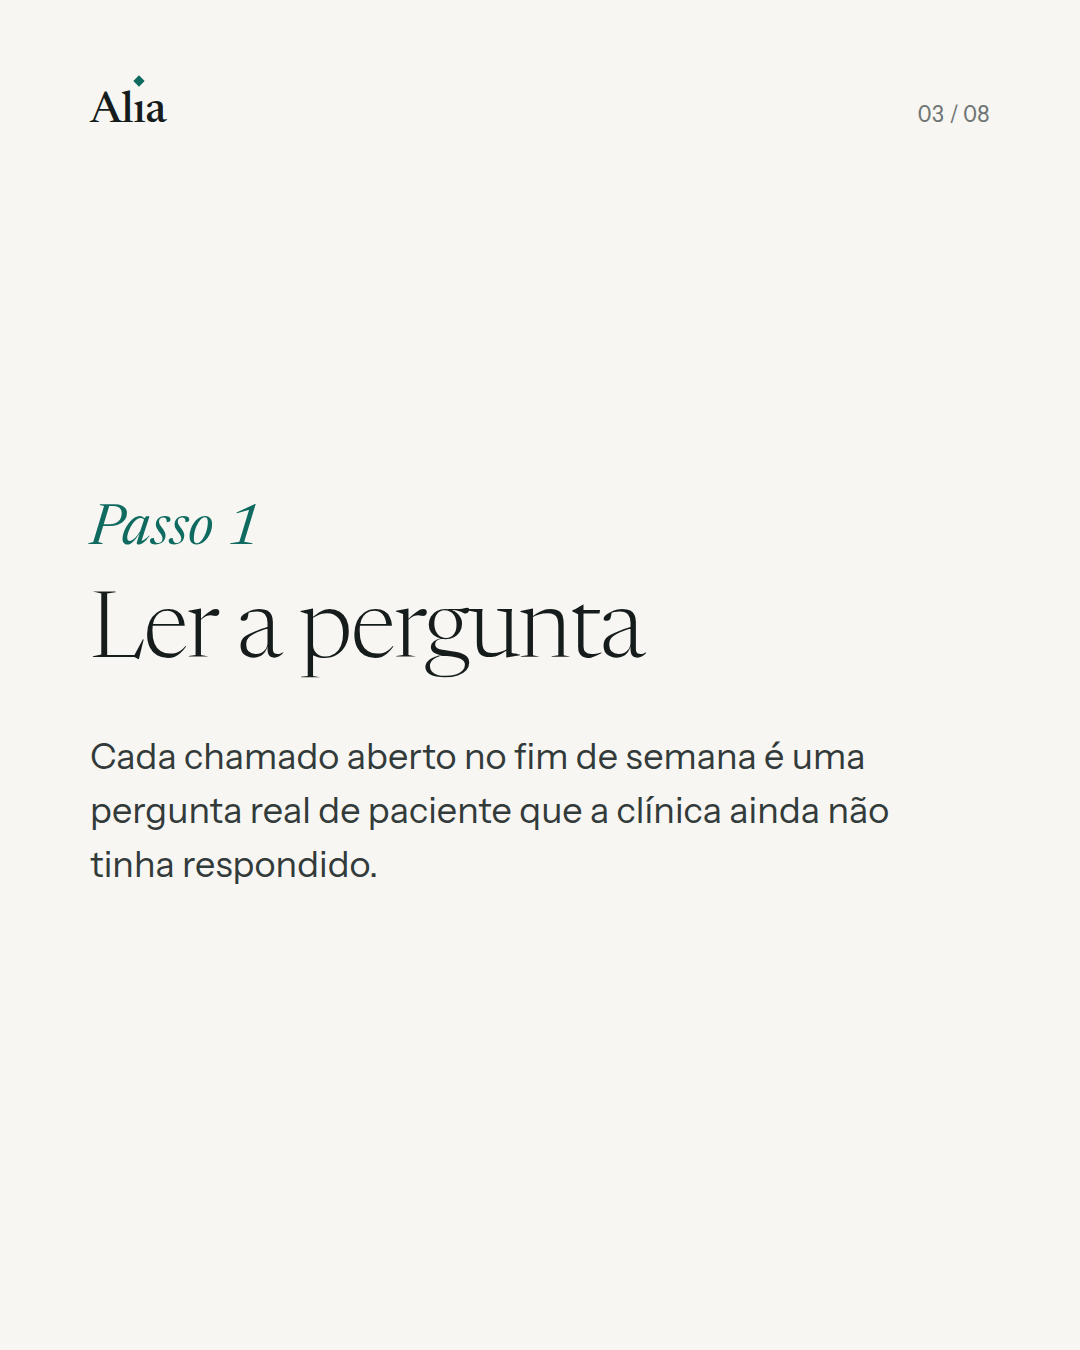 Alia
03 / 08
Passo 1
Ler a pergunta
Cada chamado aberto no fim de semana é uma
pergunta real de paciente que a clínica ainda não
tinha respondido.